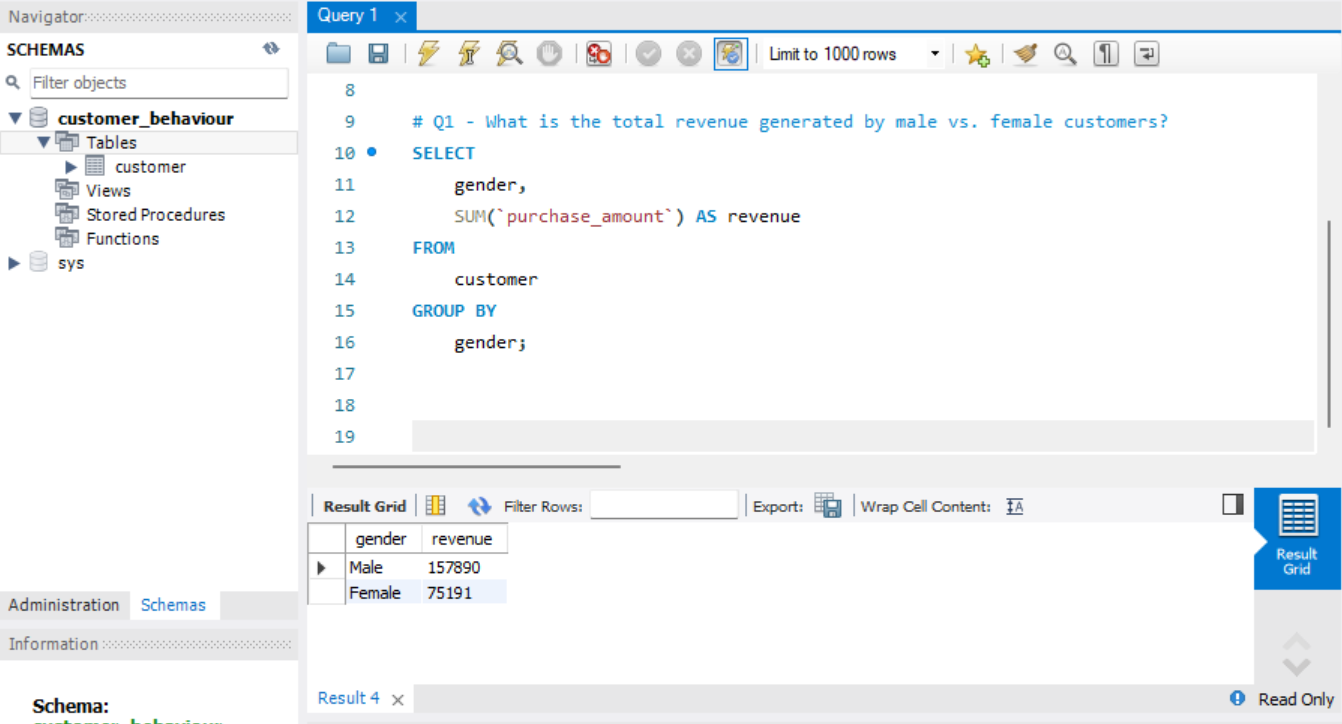 Navigator
SCHEMAS
Filter objects
customer_behaviour
Tables
customer
Views
Stored Procedures
Functions
sys
Administration Schemas
Information
Schema:
customer_behaviour
Query 1
Limit to 1000 rows
8
9 # Q1 - What is the total revenue generated by male vs. female customers?
10 SELECT
11 gender,
12 SUM(`purchase_amount`) AS revenue
13 FROM
14 customer
15 GROUP BY
16 gender;
17
18
19
Result Grid Filter Rows: Export: Wrap Cell Content:
gender revenue
Male 157890
Female 75191
Result
Grid
Result 4 Read Only